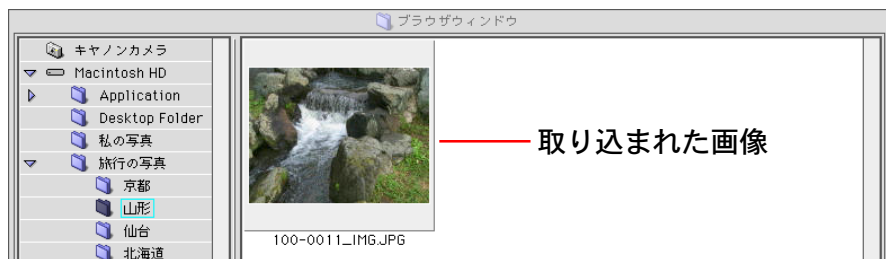 ブラウザウィンドウ
キヤノンカメラ
Macintosh HD
Application
Desktop Folder
私の写真
旅行の写真
京都
山形
仙台
北海道
100-0011_IMG.JPG
取り込まれた画像